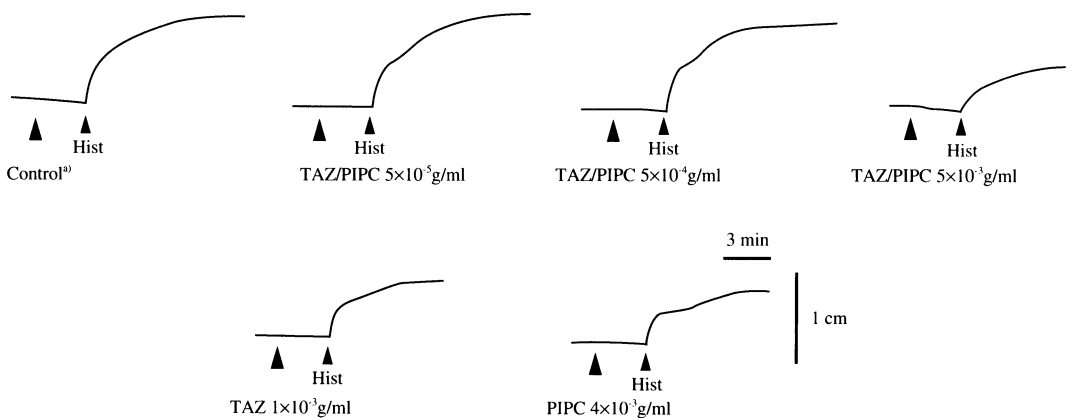 Hist
Hist
Hist
Hist
Controlᵃ⁾
TAZ/PIPC 5×10⁻⁵g/ml
TAZ/PIPC 5×10⁻⁴g/ml
TAZ/PIPC 5×10⁻³g/ml
3 min
1 cm
Hist
Hist
TAZ 1×10⁻³g/ml
PIPC 4×10⁻³g/ml